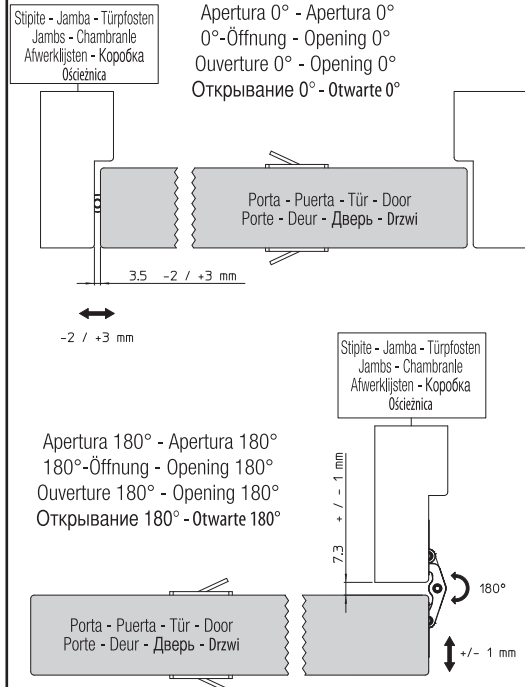 Stipite - Jamba - Türpfosten
Jambs - Chambranle
Afwerklijsten - Коробка
Ościeżnica
Apertura 0° - Apertura 0°
0°-Öffnung - Opening 0°
Ouverture 0° - Opening 0°
Открывание 0° - Otwarte 0°
Porta - Puerta - Tür - Door
Porte - Deur - Дверь - Drzwi
3.5 -2 / +3 mm
-2 / +3 mm
Stipite - Jamba - Türpfosten
Jambs - Chambranle
Afwerklijsten - Коробка
Ościeżnica
Apertura 180° - Apertura 180°
180°-Öffnung - Opening 180°
Ouverture 180° - Opening 180°
Открывание 180° - Otwarte 180°
7.3 + / - 1 mm
180°
Porta - Puerta - Tür - Door
Porte - Deur - Дверь - Drzwi
+/- 1 mm